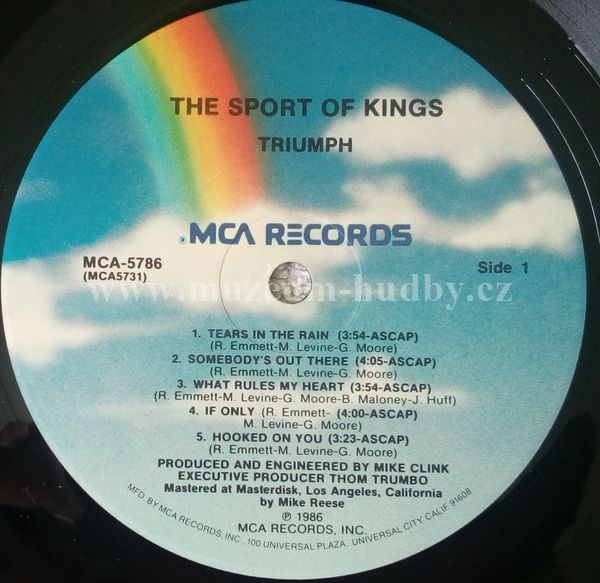 THE SPORT OF KINGS
TRIUMPH
®MCA RECORDS
MCA-5786
(MCA5731)
Side 1
www.muzeum-hudby.cz
1. TEARS IN THE RAIN (3:54-ASCAP)
(R. Emmett-M. Levine-G. Moore)
2. SOMEBODY'S OUT THERE (4:05-ASCAP)
(R. Emmett-M. Levine-G. Moore)
3. WHAT RULES MY HEART (3:54-ASCAP)
(R. Emmett-M. Levine-G. Moore-B. Maloney-J. Huff)
4. IF ONLY (R. Emmett- (4:00-ASCAP)
M. Levine-G. Moore)
5. HOOKED ON YOU (3:23-ASCAP)
(R. Emmett-M. Levine-G. Moore)
PRODUCED AND ENGINEERED BY MIKE CLINK
EXECUTIVE PRODUCER THOM TRUMBO
Mastered at Masterdisk, Los Angeles, California
by Mike Reese
℗ 1986
MCA RECORDS, INC.
MFD. BY MCA RECORDS, INC., 100 UNIVERSAL PLAZA, UNIVERSAL CITY, CALIF. 91608